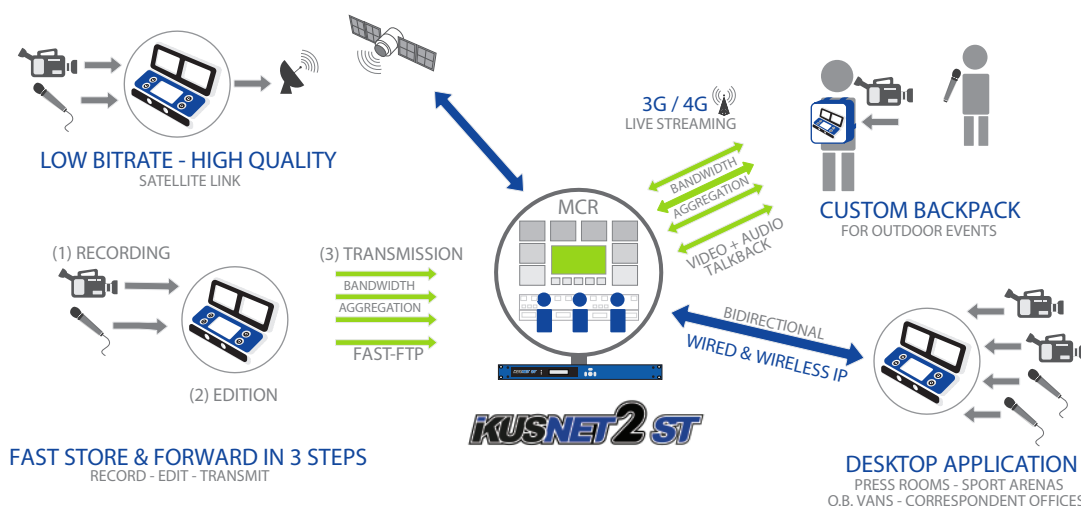 LOW BITRATE - HIGH QUALITY
SATELLITE LINK
3G / 4G
LIVE STREAMING
BANDWIDTH
AGGREGATION
VIDEO + AUDIO
TALKBACK
CUSTOM BACKPACK
FOR OUTDOOR EVENTS
MCR
(1) RECORDING
(2) EDITION
(3) TRANSMISSION
BANDWIDTH
AGGREGATION
FAST-FTP
FAST STORE & FORWARD IN 3 STEPS
RECORD - EDIT - TRANSMIT
iKUSNET2 ST
BIDIRECTIONAL
WIRED & WIRELESS IP
DESKTOP APPLICATION
PRESS ROOMS - SPORT ARENAS
O.B. VANS - CORRESPONDENT OFFICES